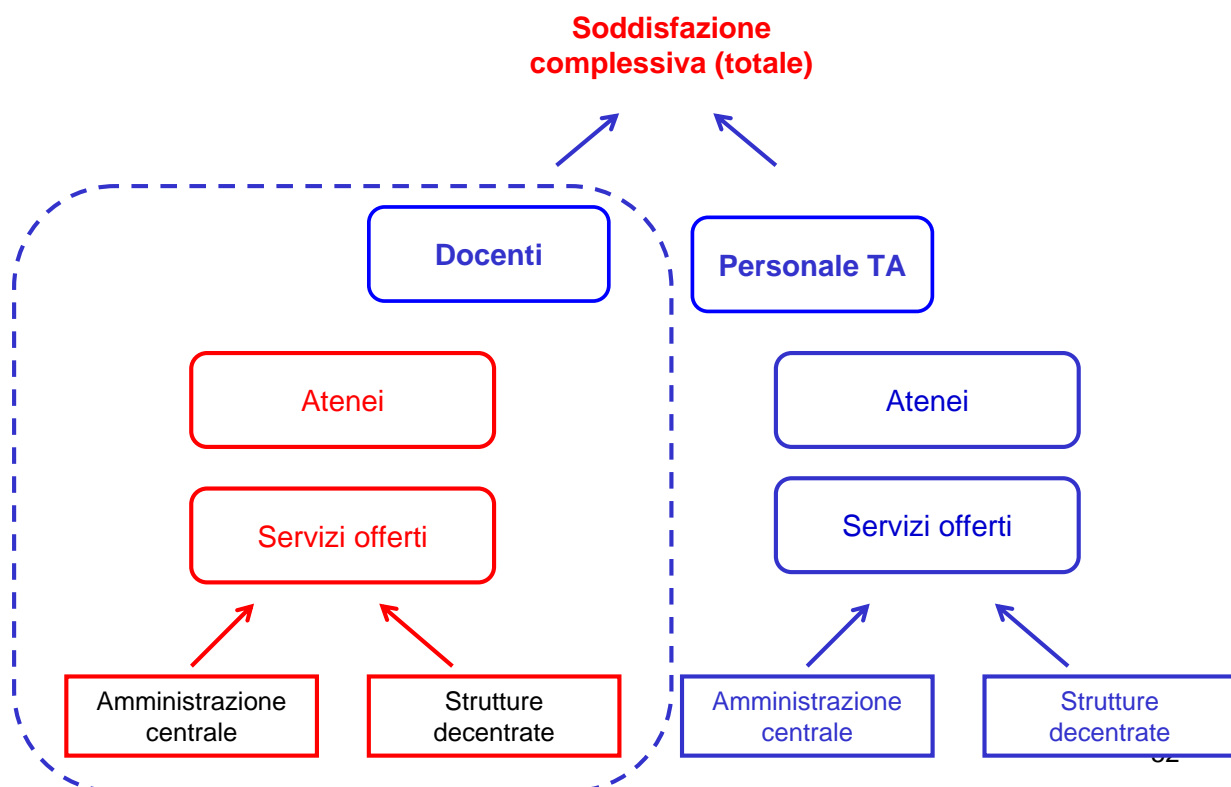 Soddisfazione
complessiva (totale)
Docenti
Personale TA
Atenei
Atenei
Servizi offerti
Servizi offerti
Amministrazione
centrale
Strutture
decentrate
Amministrazione
centrale
Strutture
decentrate